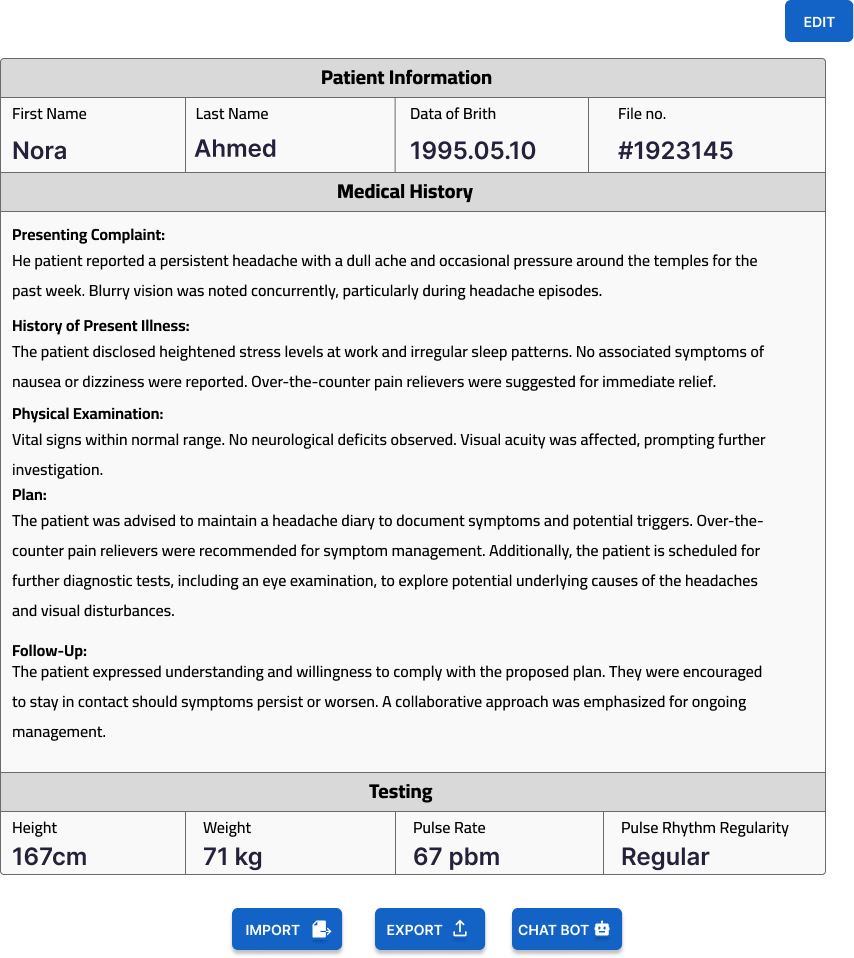 EDIT
Patient Information
First Name
Last Name
Data of Brith
File no.
Nora
Ahmed
1995.05.10
#1923145
Medical History
Presenting Complaint:
He patient reported a persistent headache with a dull ache and occasional pressure around the temples for the
past week. Blurry vision was noted concurrently, particularly during headache episodes.
History of Present Illness:
The patient disclosed heightened stress levels at work and irregular sleep patterns. No associated symptoms of
nausea or dizziness were reported. Over-the-counter pain relievers were suggested for immediate relief.
Physical Examination:
Vital signs within normal range. No neurological deficits observed. Visual acuity was affected, prompting further
investigation.
Plan:
The patient was advised to maintain a headache diary to document symptoms and potential triggers. Over-the-
counter pain relievers were recommended for symptom management. Additionally, the patient is scheduled for
further diagnostic tests, including an eye examination, to explore potential underlying causes of the headaches
and visual disturbances.
Follow-Up:
The patient expressed understanding and willingness to comply with the proposed plan. They were encouraged
to stay in contact should symptoms persist or worsen. A collaborative approach was emphasized for ongoing
management.
Testing
Height
Weight
Pulse Rate
Pulse Rhythm Regularity
167cm
71 kg
67 pbm
Regular
IMPORT
EXPORT
CHAT BOT